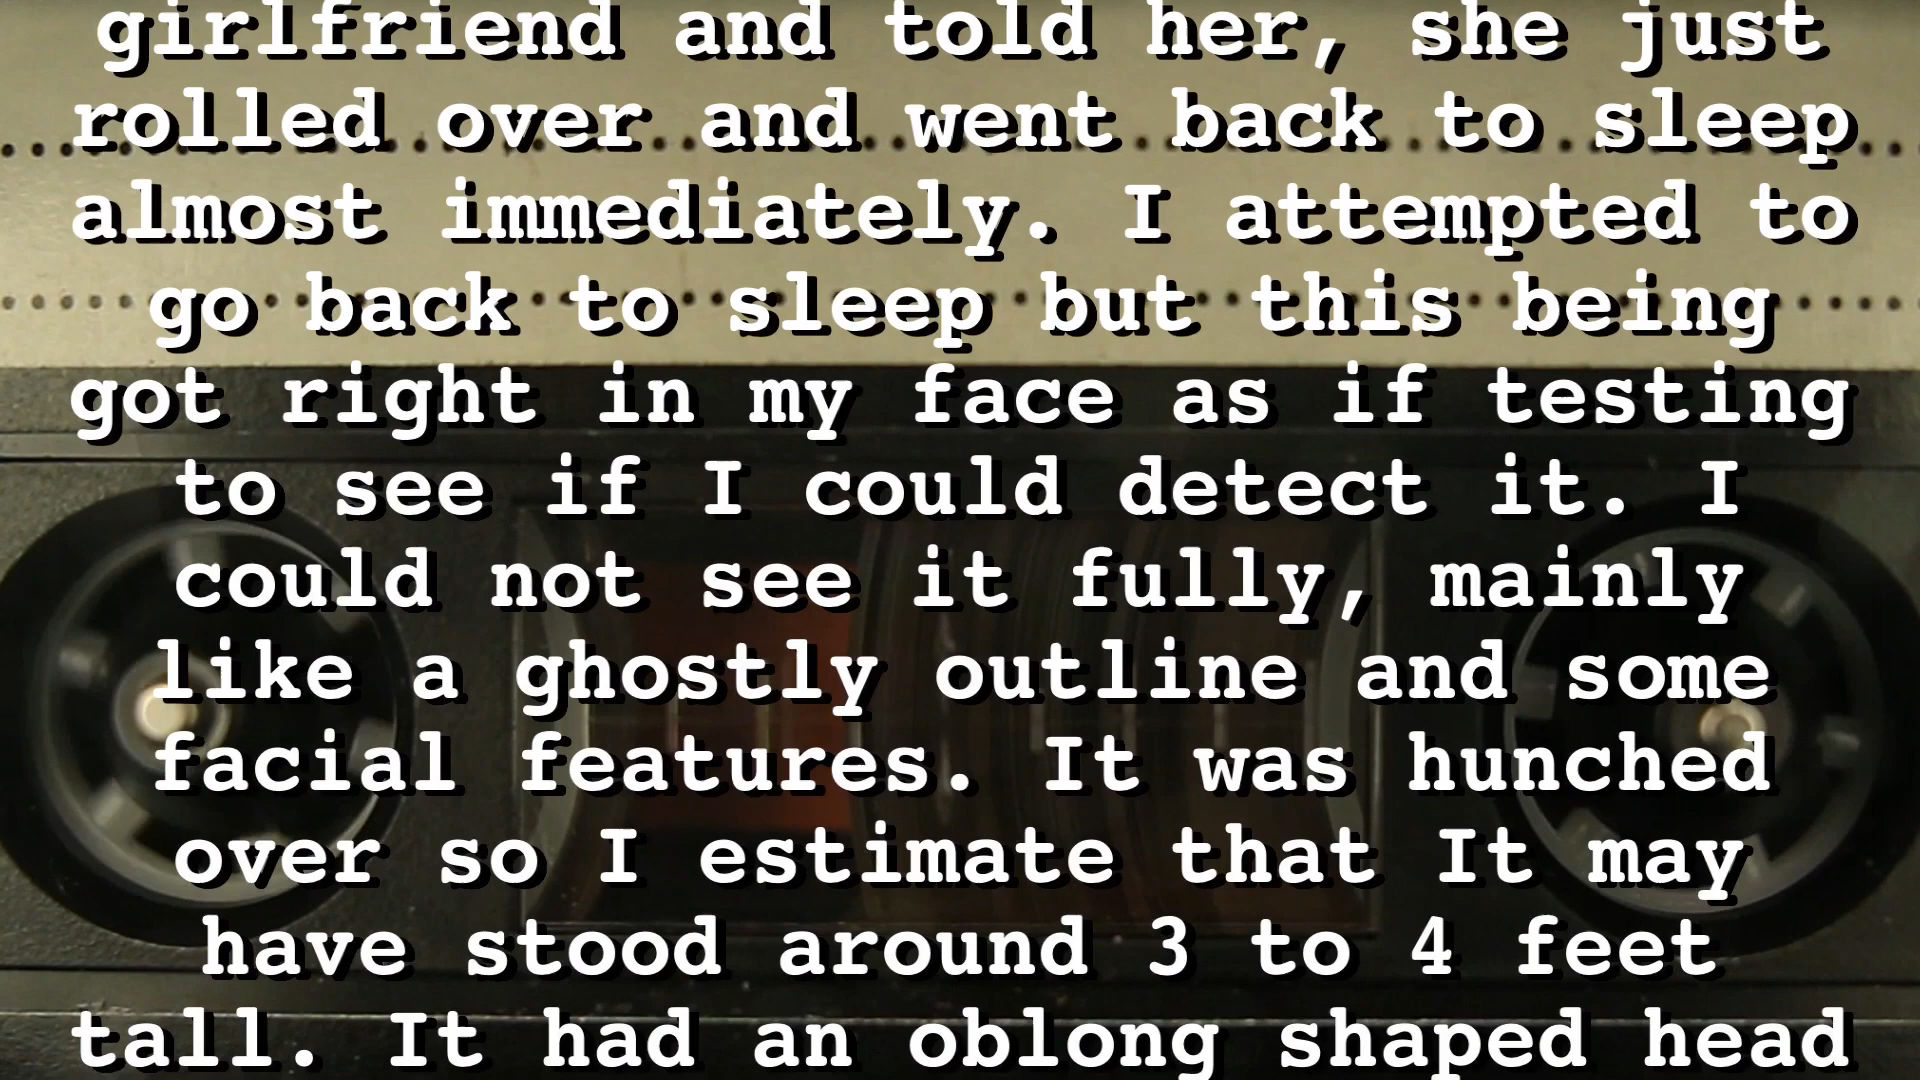 girlfriend and told her, she just
rolled over and went back to sleep
almost immediately. I attempted to
go back to sleep but this being
got right in my face as if testing
to see if I could detect it. I
could not see it fully, mainly
like a ghostly outline and some
facial features. It was hunched
over so I estimate that It may
have stood around 3 to 4 feet
tall. It had an oblong shaped head